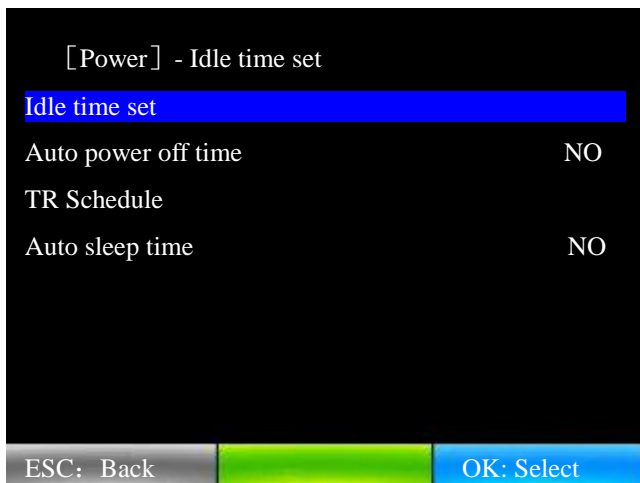 ［Power］ - Idle time set
Idle time set
Auto power off time NO
TR Schedule
Auto sleep time NO
ESC：Back OK: Select